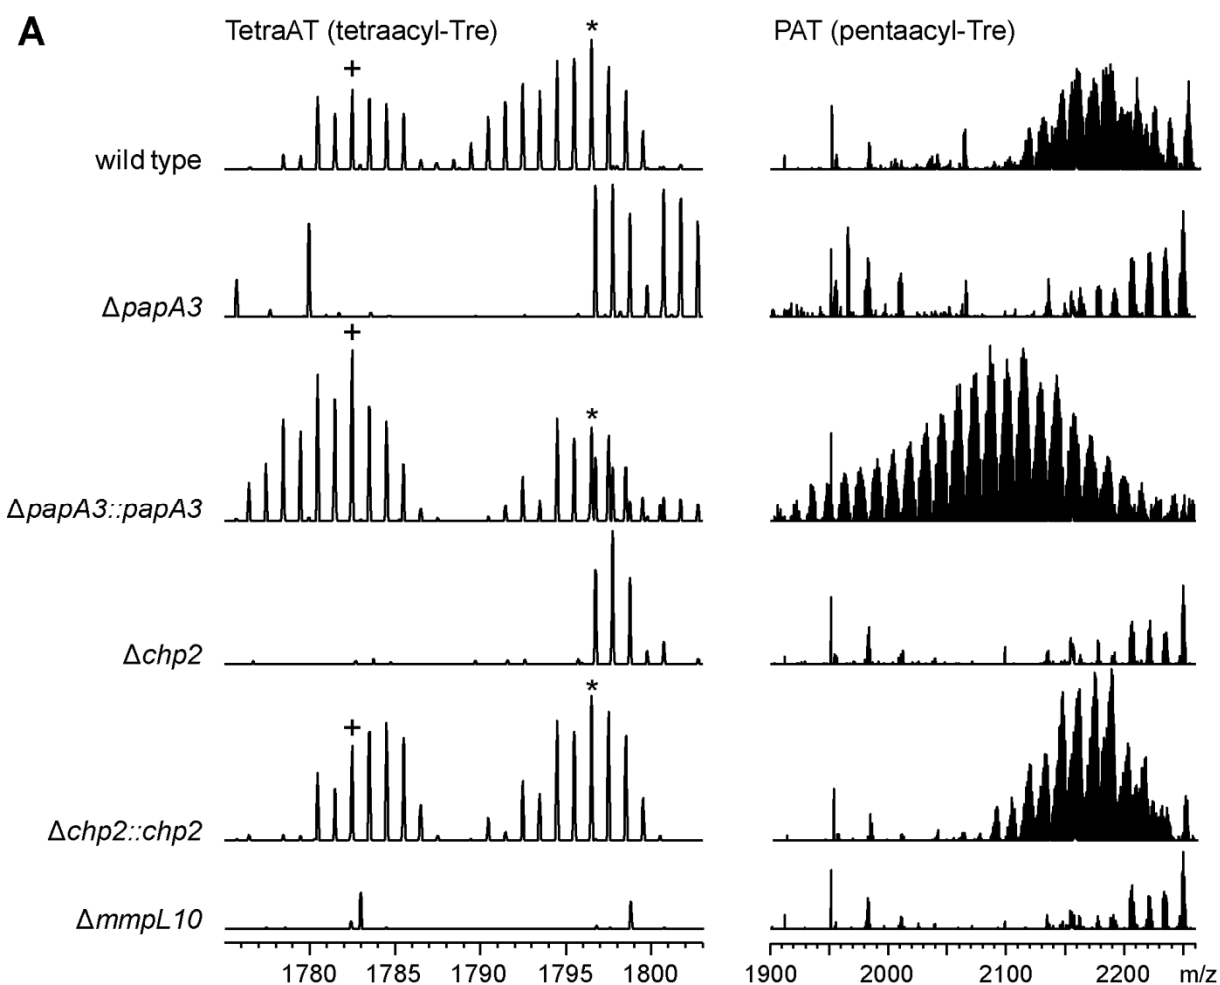 A
TetraAT (tetraacyl-Tre)
PAT (pentaacyl-Tre)
+
*
wild type
ΔpapA3
+
*
ΔpapA3::papA3
Δchp2
+
*
Δchp2::chp2
ΔmmpL10
1780 1785 1790 1795 1800
1900 2000 2100 2200 m/z